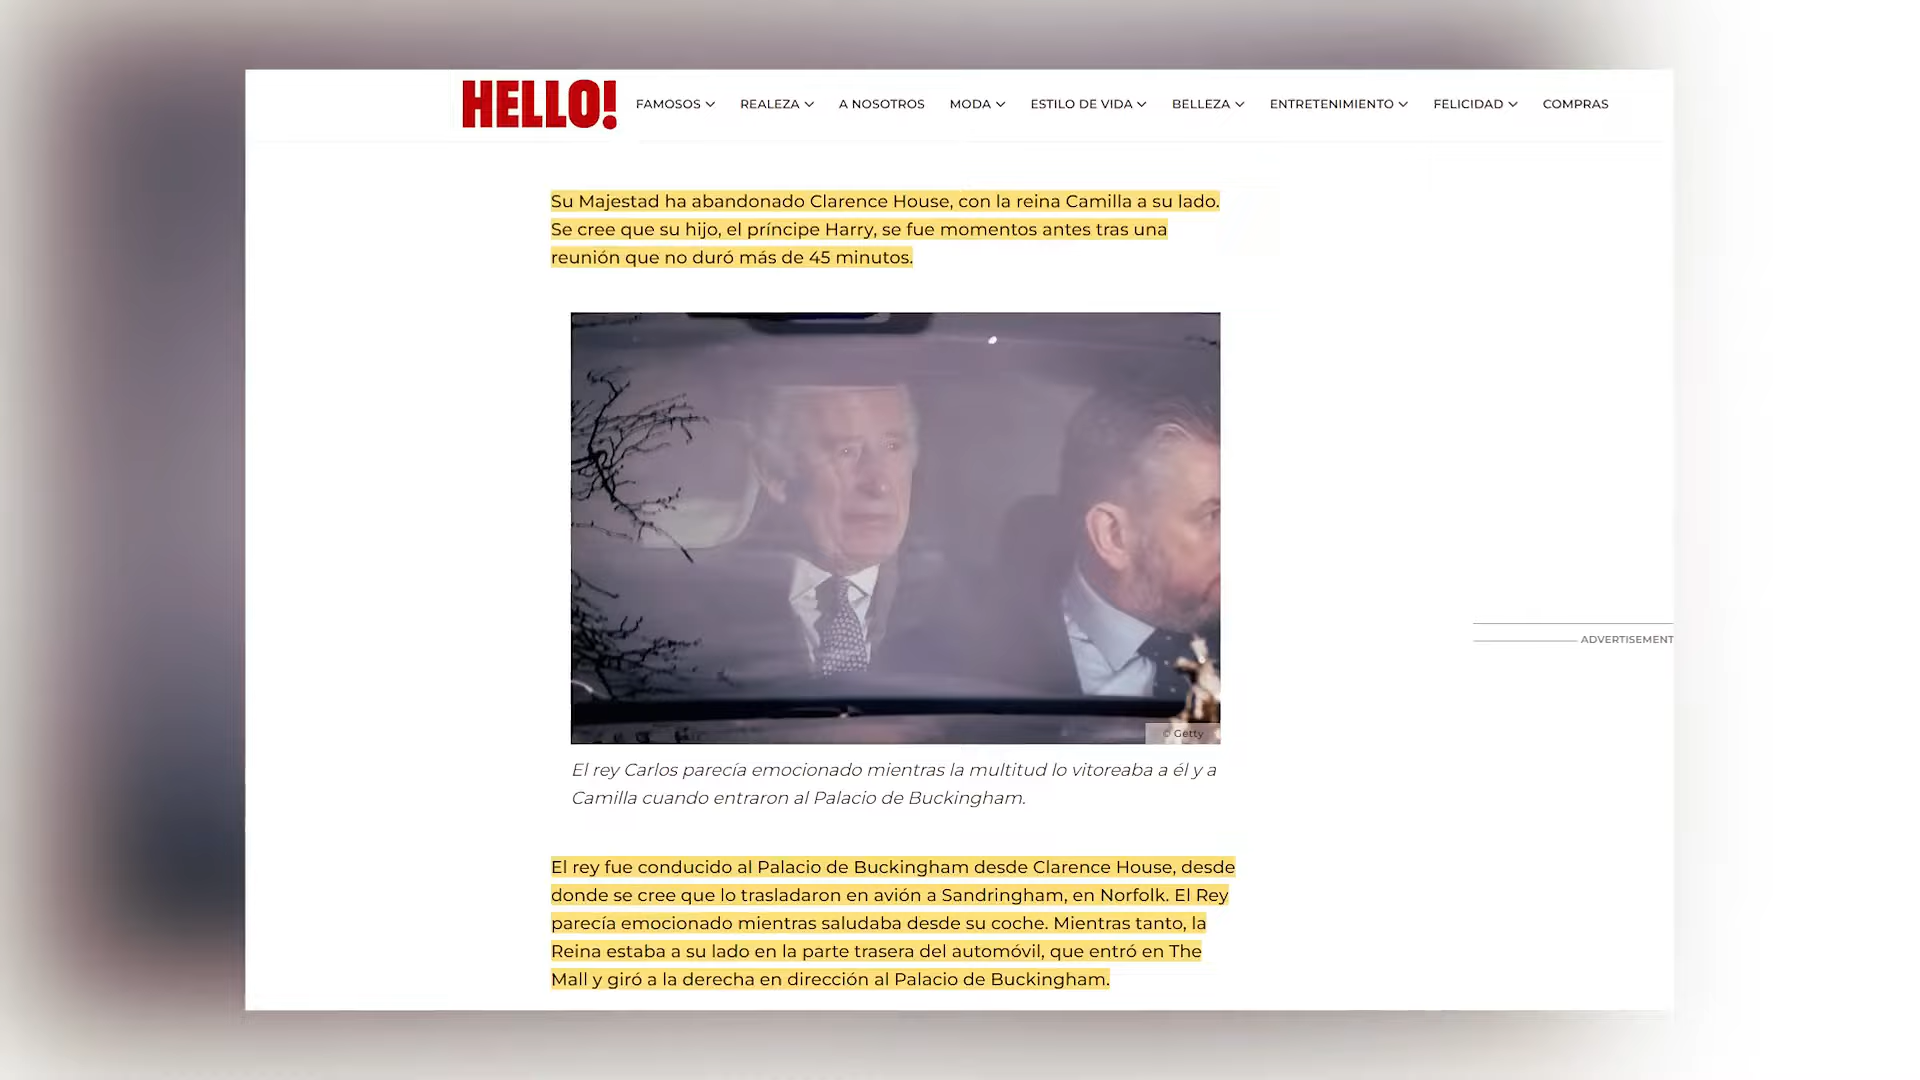 HELLO! FAMOSOS REALEZA A NOSOTROS MODA ESTILO DE VIDA BELLEZA ENTRETENIMIENTO FELICIDAD COMPRAS
Su Majestad ha abandonado Clarence House, con la reina Camilla a su lado.
Se cree que su hijo, el príncipe Harry, se fue momentos antes tras una
reunión que no duró más de 45 minutos.
ADVERTISEMENT
© Getty
El rey Carlos parecía emocionado mientras la multitud lo vitoreaba a él y a
Camilla cuando entraron al Palacio de Buckingham.
El rey fue conducido al Palacio de Buckingham desde Clarence House, desde
donde se cree que lo trasladaron en avión a Sandringham, en Norfolk. El Rey
parecía emocionado mientras saludaba desde su coche. Mientras tanto, la
Reina estaba a su lado en la parte trasera del automóvil, que entró en The
Mall y giró a la derecha en dirección al Palacio de Buckingham.